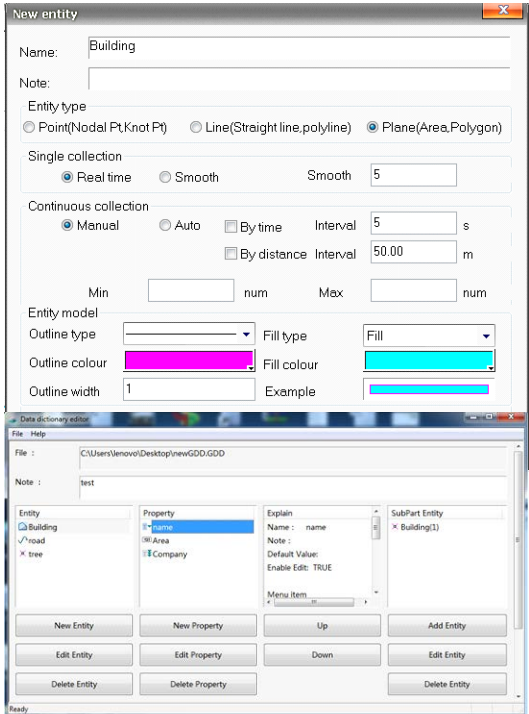 New entity
Name: Building
Note:
Entity type
Point(Nodal Pt,Knot Pt) Line(Straight line,polyline) Plane(Area,Polygon)
Single collection
Real time Smooth Smooth 5
Continuous collection
Manual Auto By time Interval 5 s
By distance Interval 50.00 m
Min num Max num
Entity model
Outline type Fill type Fill
Outline colour Fill colour
Outline width 1 Example
Data dictionary editor
File Help
File : C:\Users\lenovo\Desktop\newGDD.GDD
Note : test
Entity Property Explain SubPart Entity
Building name Name : name Building(1)
road Area Note :
tree Company Default Value:
Enable Edit: TRUE
Menu item
New Entity New Property Up Add Entity
Edit Entity Edit Property Down Edit Entity
Delete Entity Delete Property Delete Entity
Ready